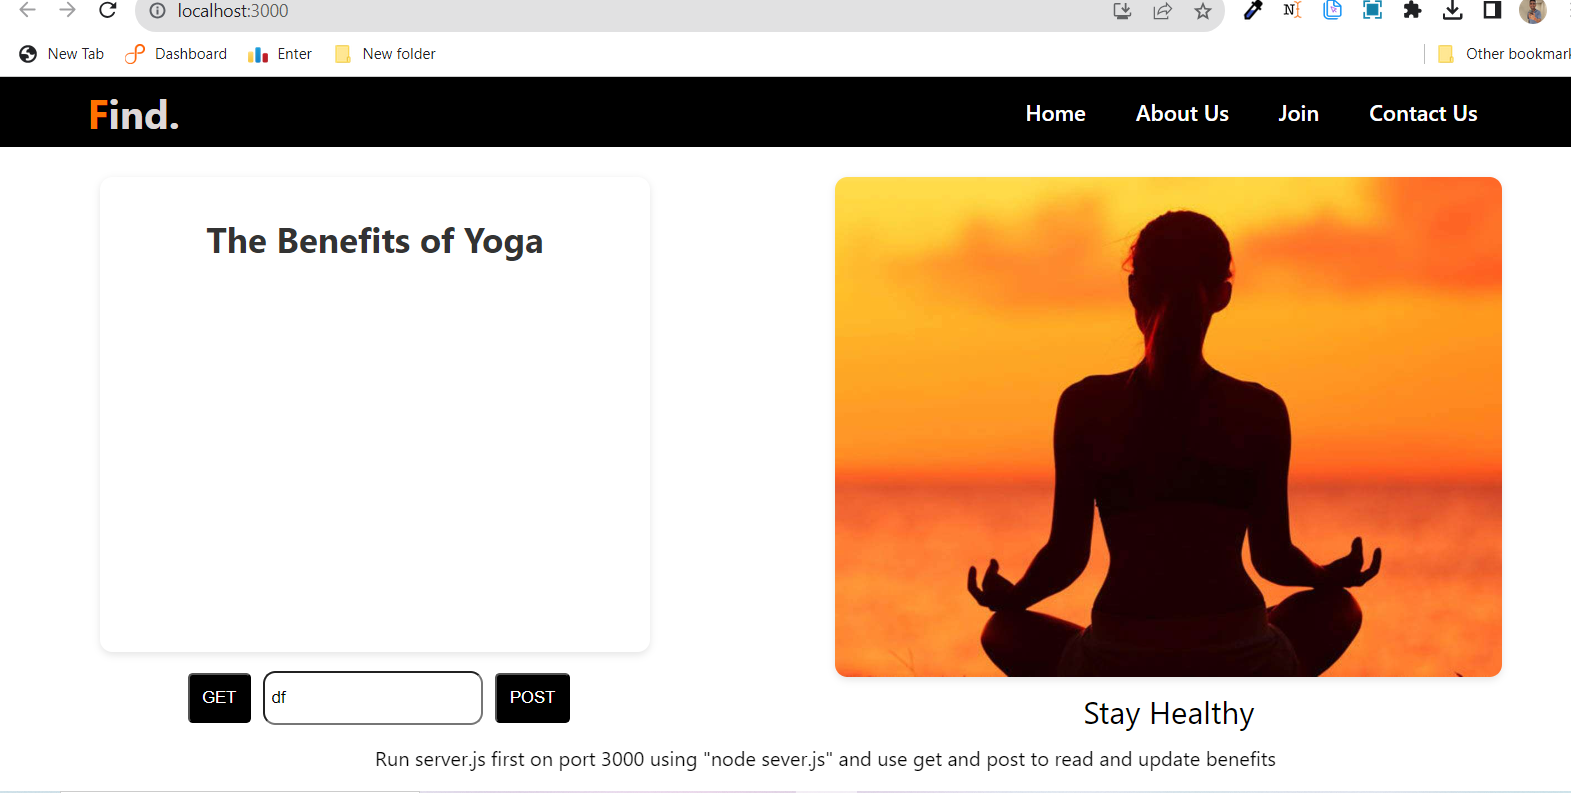 localhost:3000
New Tab Dashboard Enter New folder Other bookmark
Find. Home About Us Join Contact Us
The Benefits of Yoga
GET df POST
Stay Healthy
Run server.js first on port 3000 using "node sever.js" and use get and post to read and update benefits